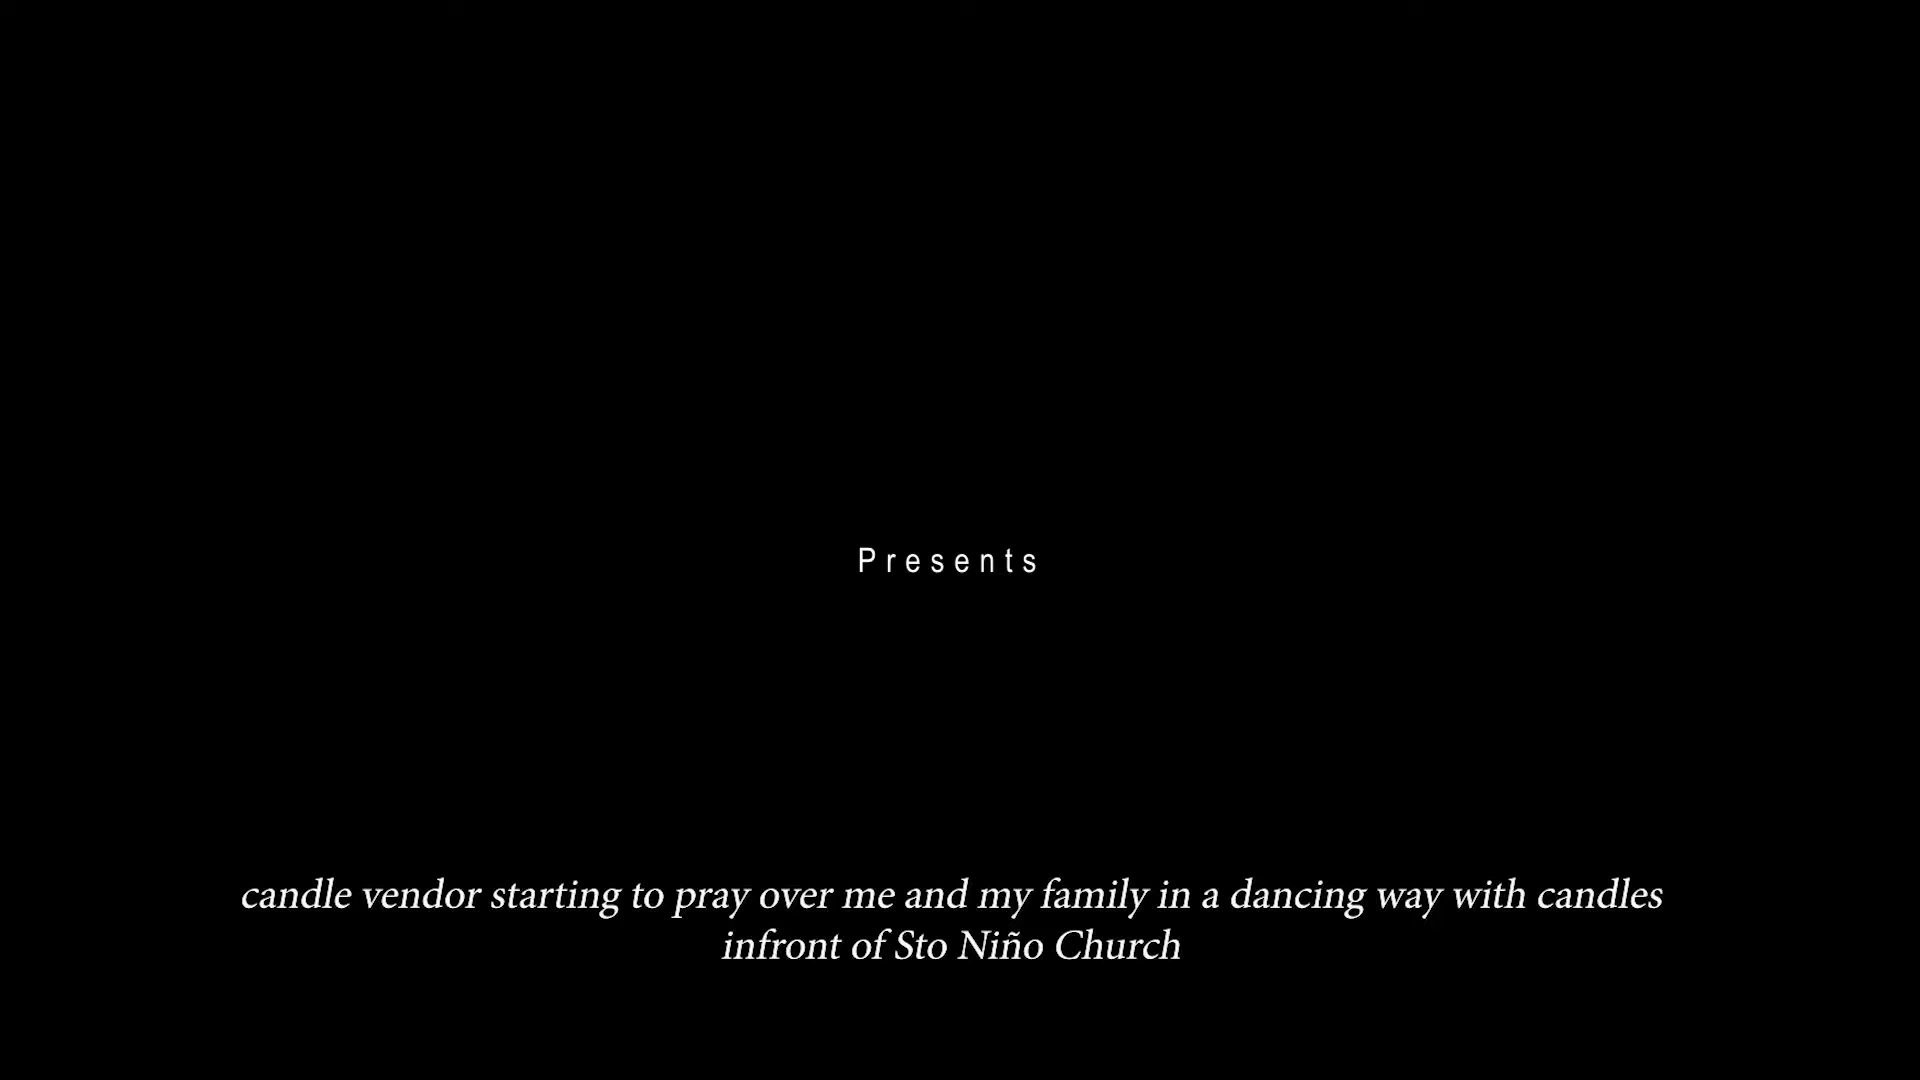 Presents
candle vendor starting to pray over me and my family in a dancing way with candles
infront of Sto Niño Church